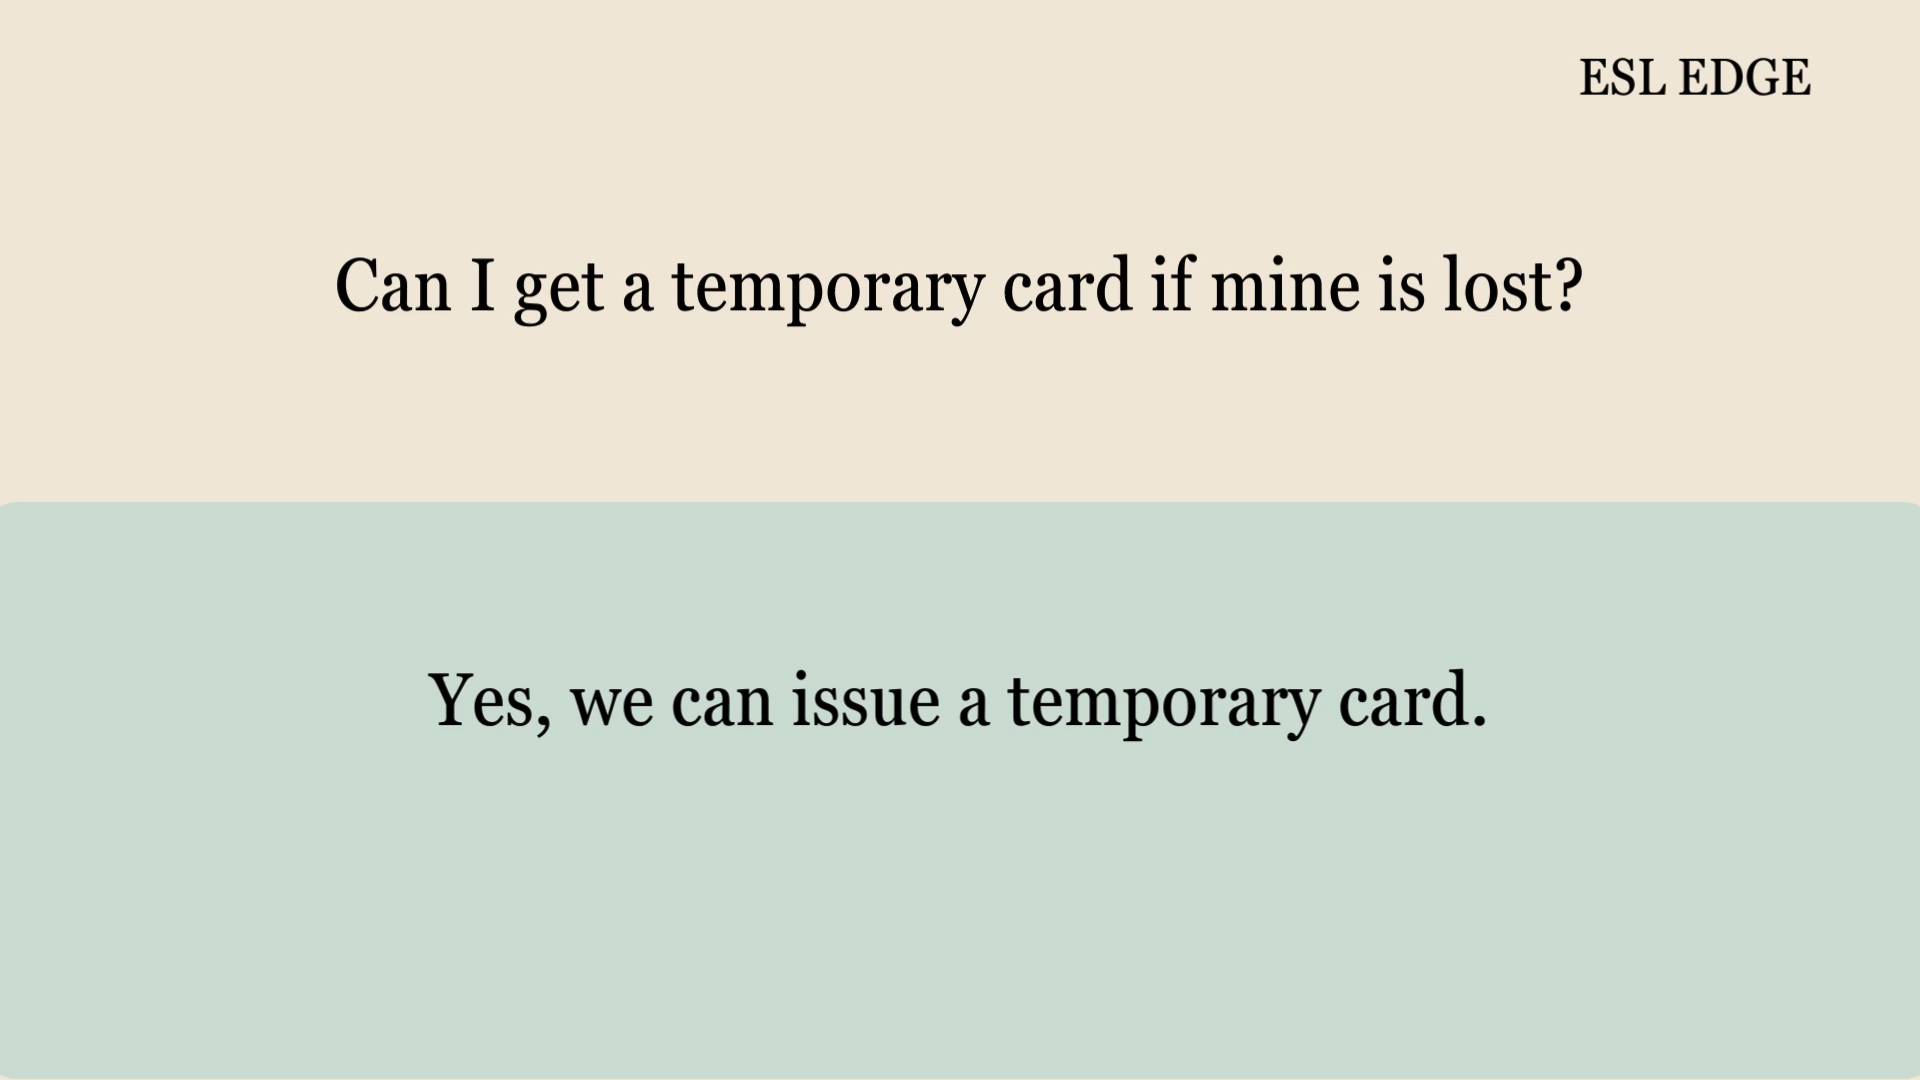 ESL EDGE
Can I get a temporary card if mine is lost?
Yes, we can issue a temporary card.